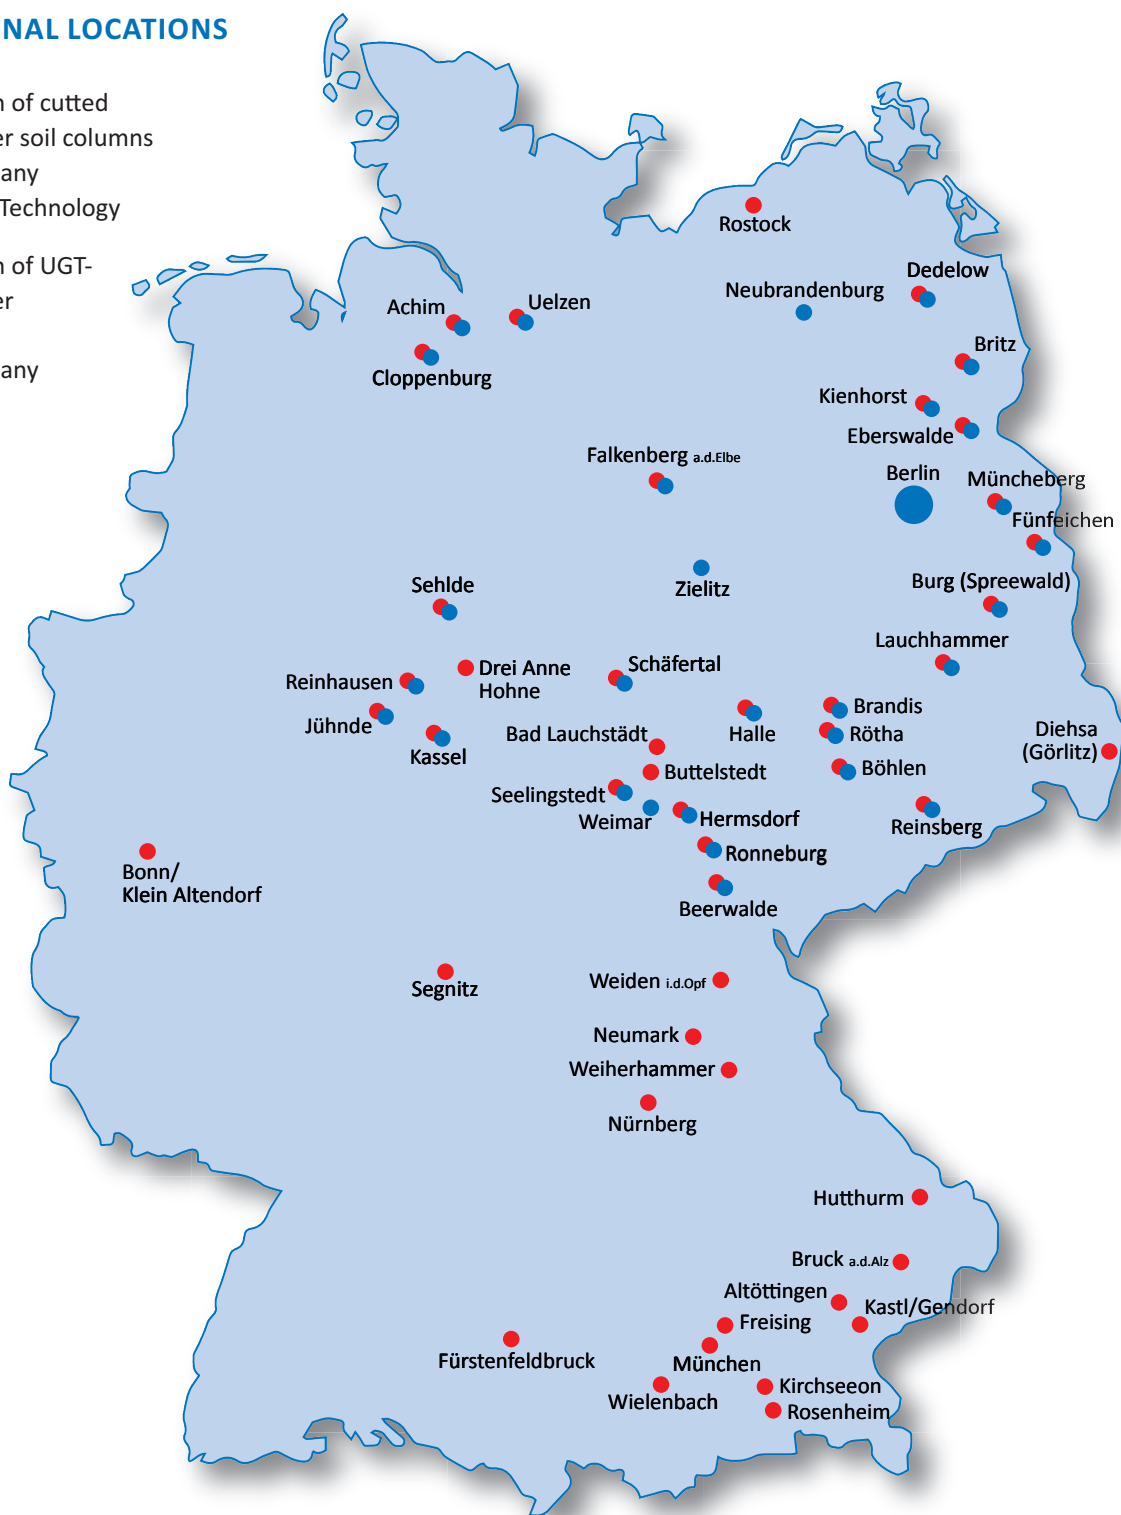 NAL LOCATIONS
n of cutted
er soil columns
any
Technology
n of UGT-
er
any
Rostock
Dedelow
Neubrandenburg
Achim
Uelzen
Britz
Cloppenburg
Kienhorst
Eberswalde
Falkenberg a.d.Elbe
Berlin
Müncheberg
Fünfeichen
Sehlde
Zielitz
Burg (Spreewald)
Lauchhammer
Drei Anne
Hohne
Schäfertal
Reinhausen
Brandis
Jühnde
Bad Lauchstädt
Halle
Rötha
Diehsa
(Görlitz)
Kassel
Buttelstedt
Böhlen
Seelingstedt
Weimar
Hermsdorf
Reinsberg
Ronneburg
Bonn/
Klein Altendorf
Beerwalde
Segnitz
Weiden i.d.Opf
Neumark
Weiherhammer
Nürnberg
Hutthurm
Bruck a.d.Alz
Altöttingen
Kastl/Gendorf
Freising
Fürstenfeldbruck
München
Kirchseeon
Wielenbach
Rosenheim